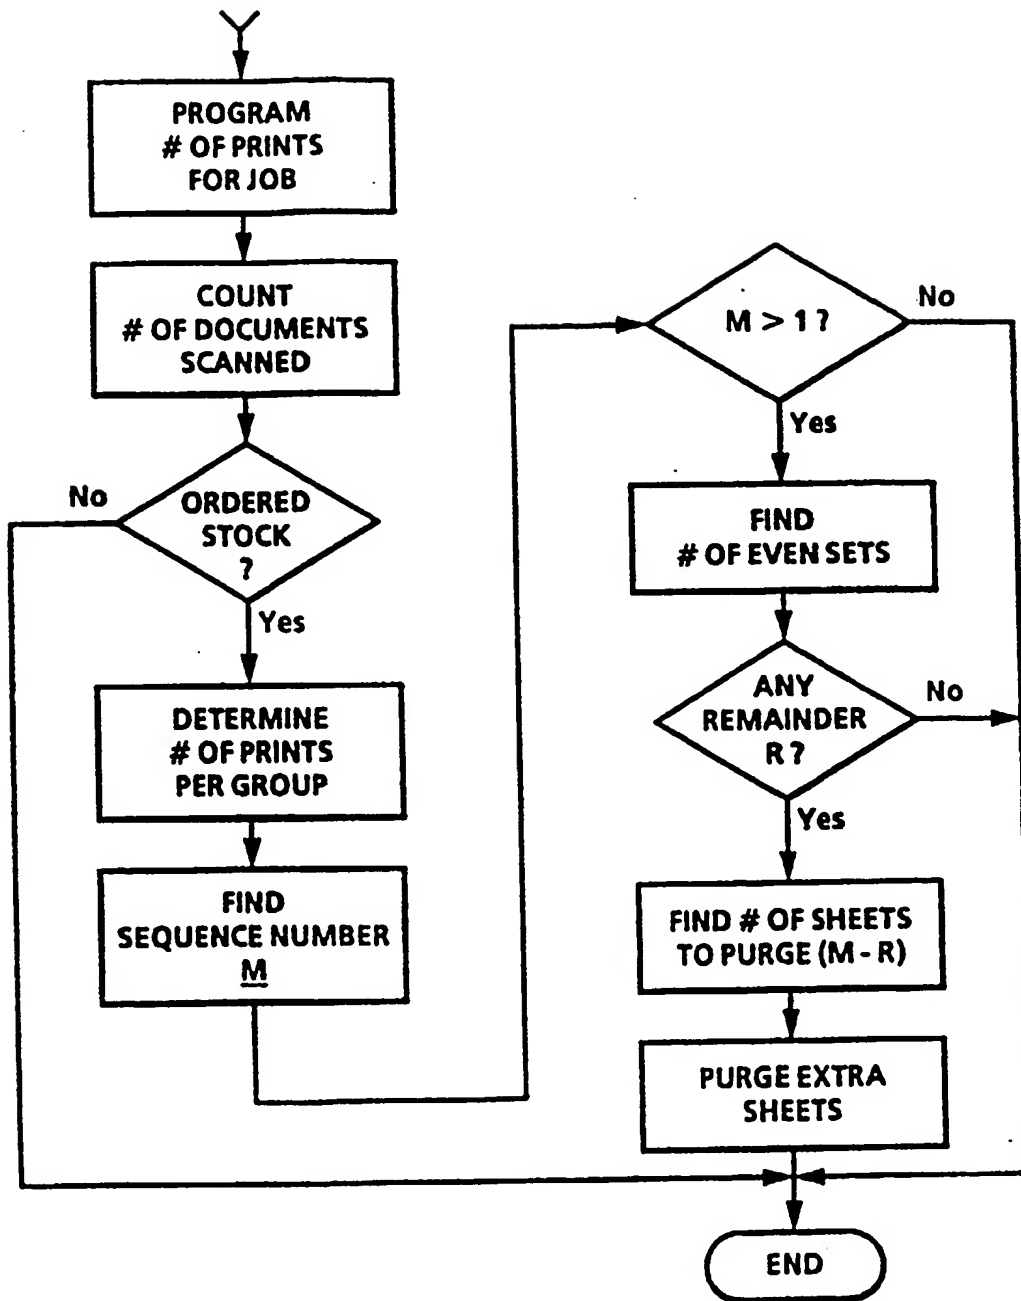 PROGRAM
# OF PRINTS
FOR JOB
COUNT
# OF DOCUMENTS
SCANNED
No
ORDERED
STOCK
?
Yes
DETERMINE
# OF PRINTS
PER GROUP
FIND
SEQUENCE NUMBER
M
M > 1 ?
No
Yes
FIND
# OF EVEN SETS
ANY
REMAINDER
R ?
No
Yes
FIND # OF SHEETS
TO PURGE (M - R)
PURGE EXTRA
SHEETS
END